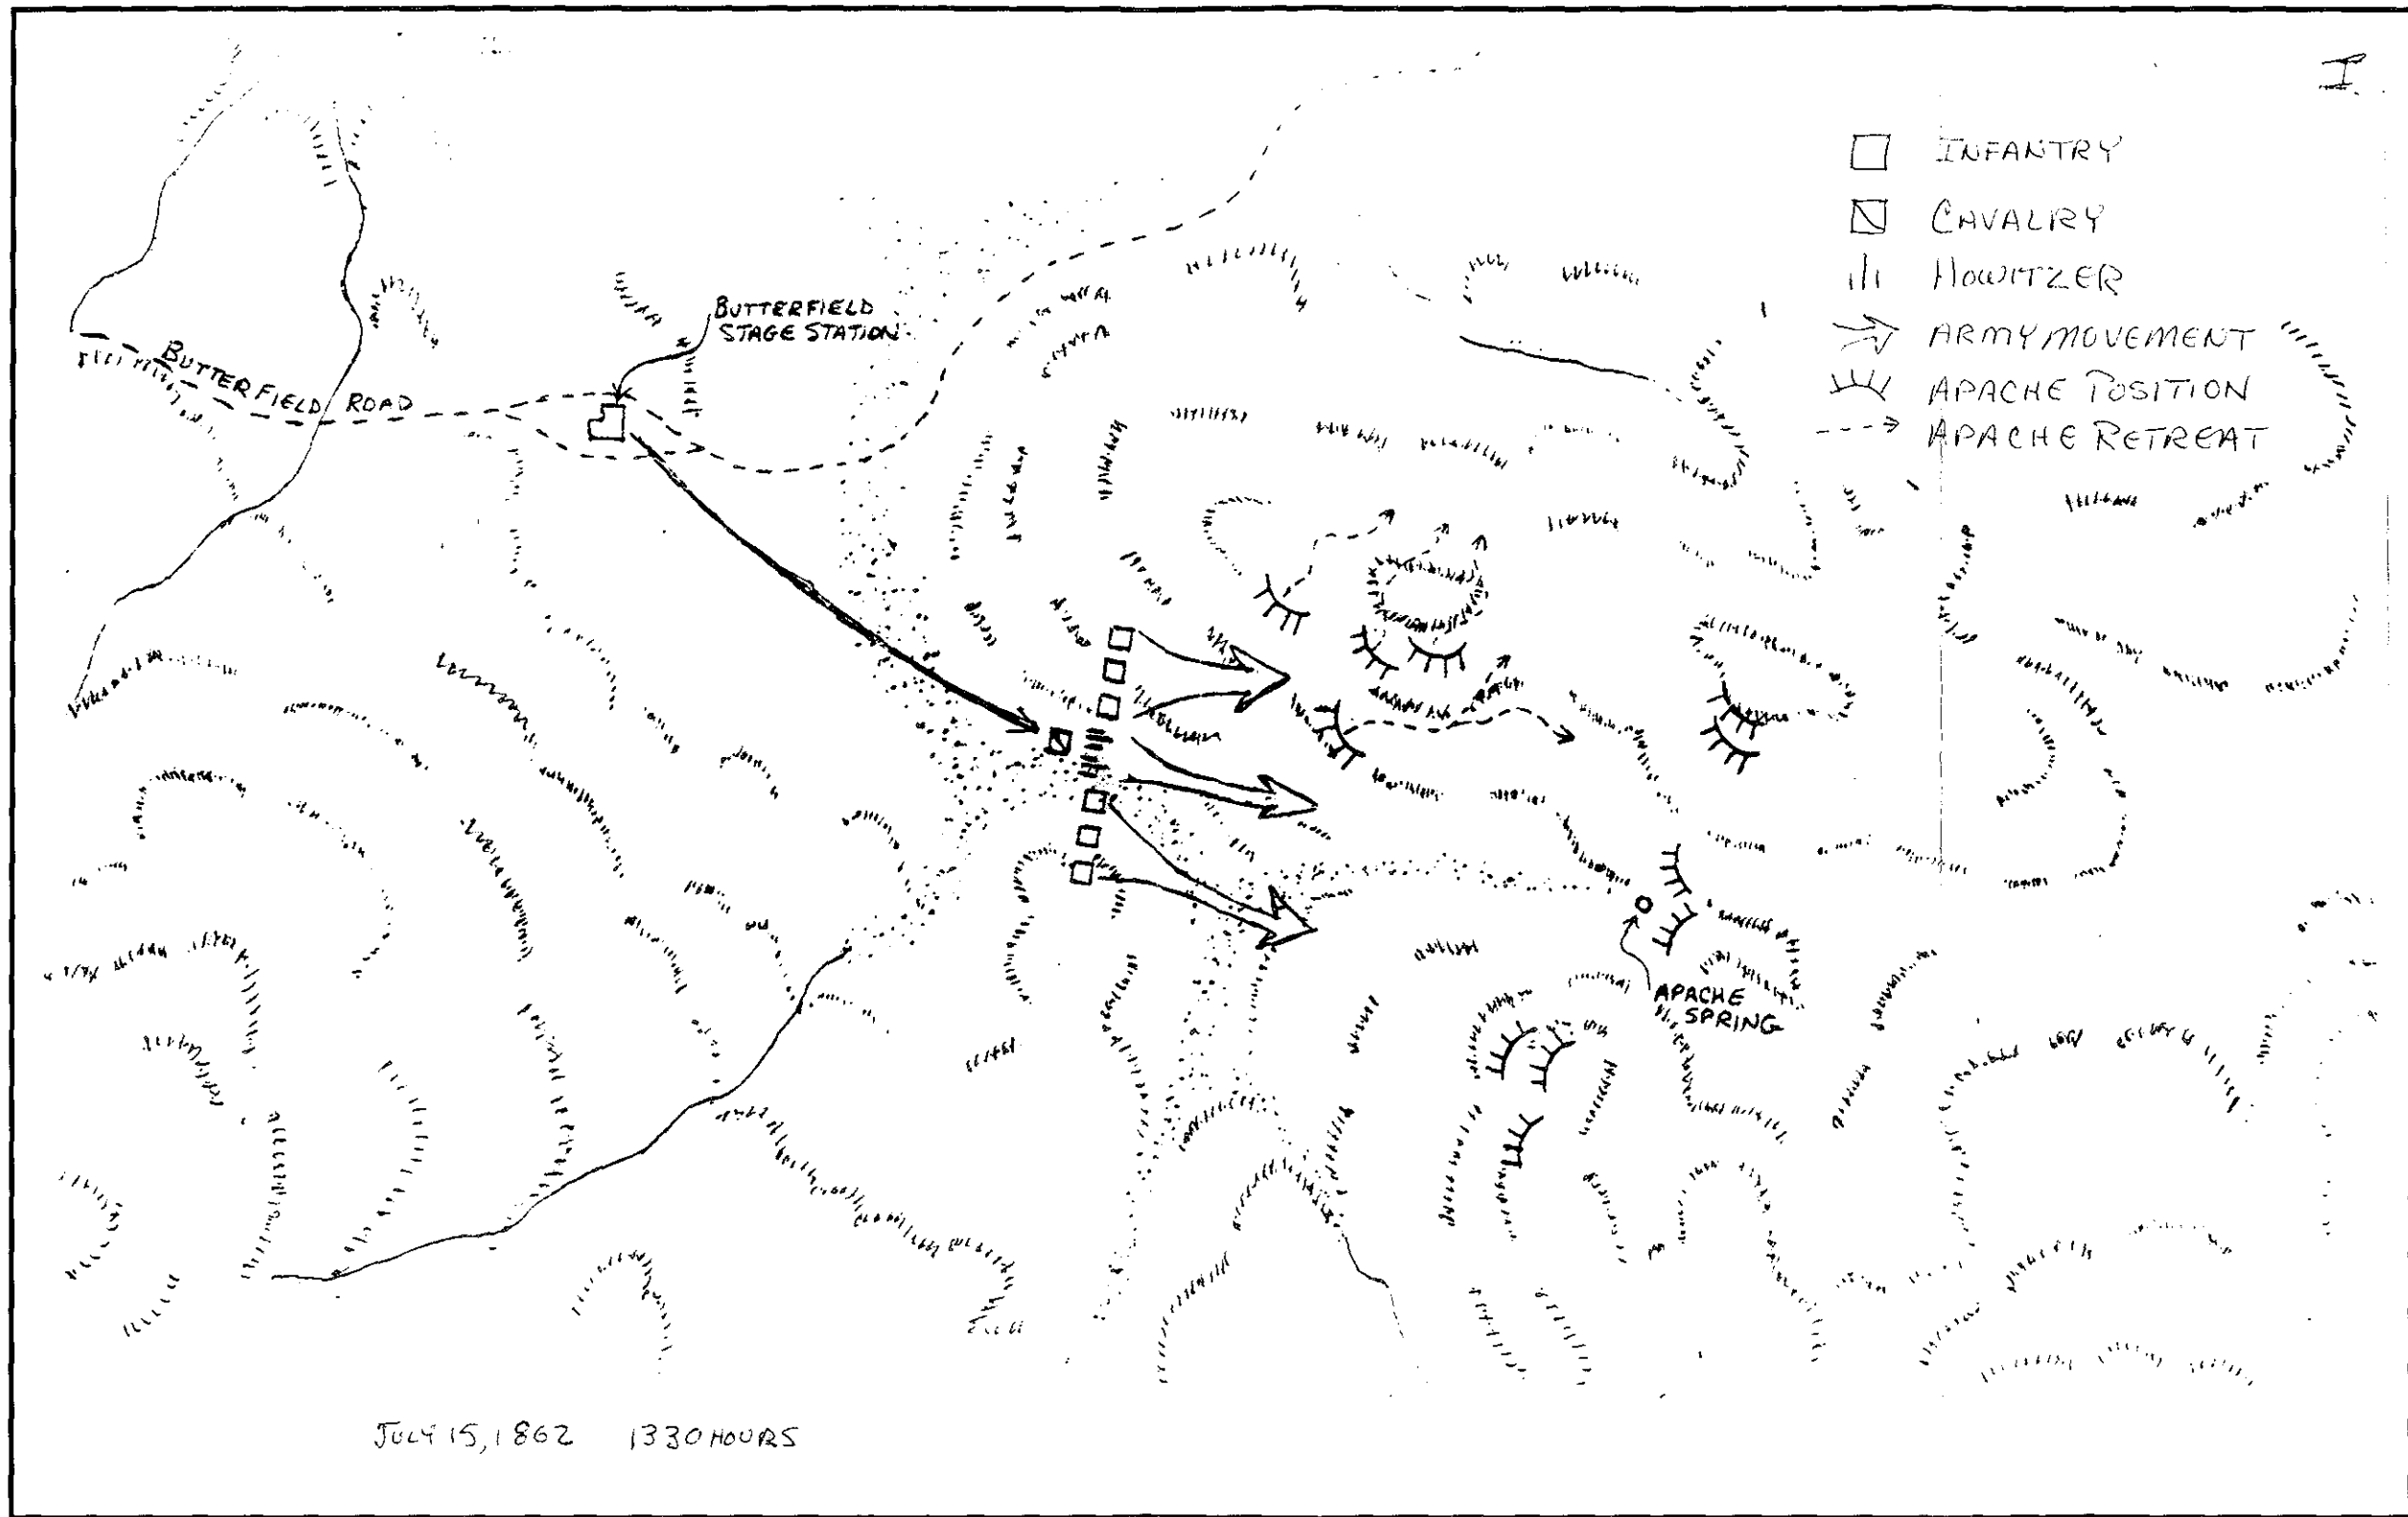 I
INFANTRY
CAVALRY
HOWITZER
ARMY MOVEMENT
APACHE POSITION
APACHE RETREAT
BUTTERFIELD
STAGE STATION
BUTTERFIELD ROAD
APACHE
SPRING
JULY 15, 1862 1330 HOURS